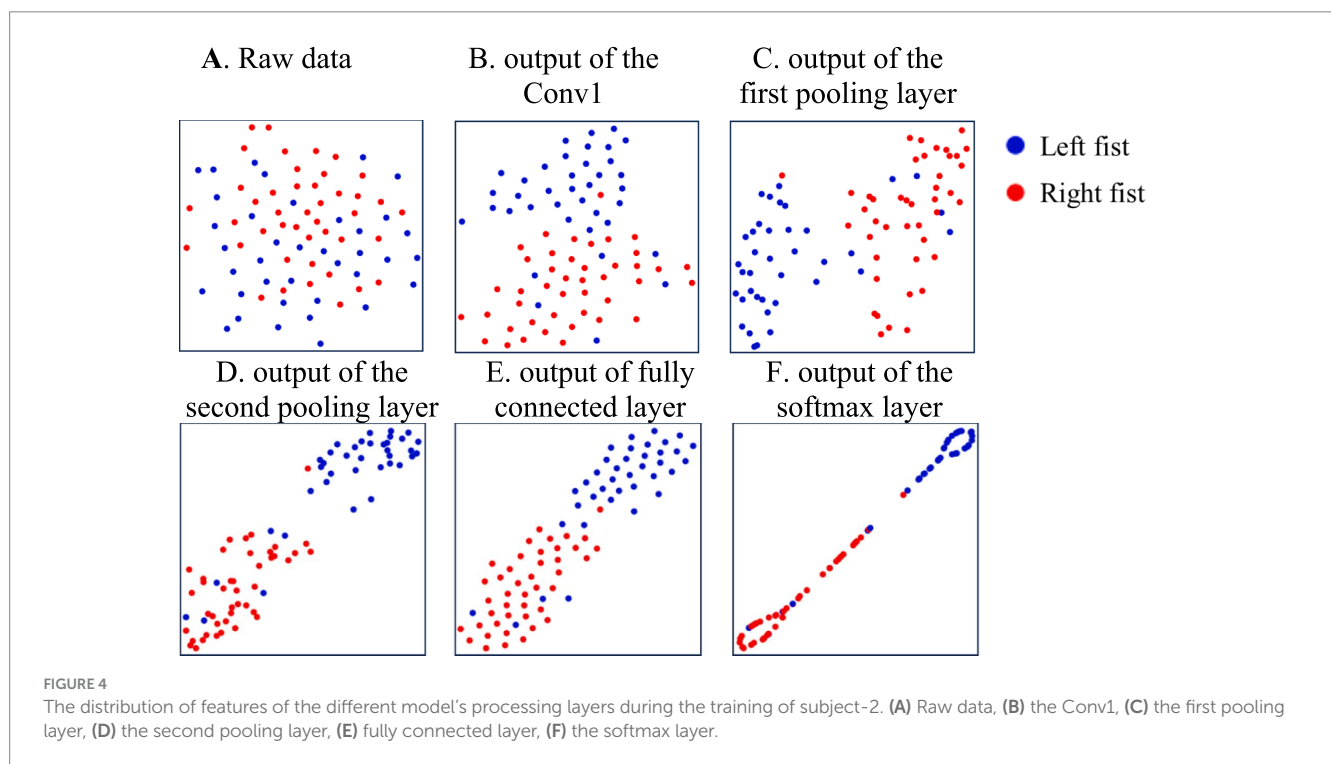 A. Raw data
B. output of the
Conv1
C. output of the
first pooling layer
Left fist
Right fist
D. output of the
second pooling layer
E. output of fully
connected layer
F. output of the
softmax layer
FIGURE 4
The distribution of features of the different model's processing layers during the training of subject-2. (A) Raw data, (B) the Conv1, (C) the first pooling
layer, (D) the second pooling layer, (E) fully connected layer, (F) the softmax layer.